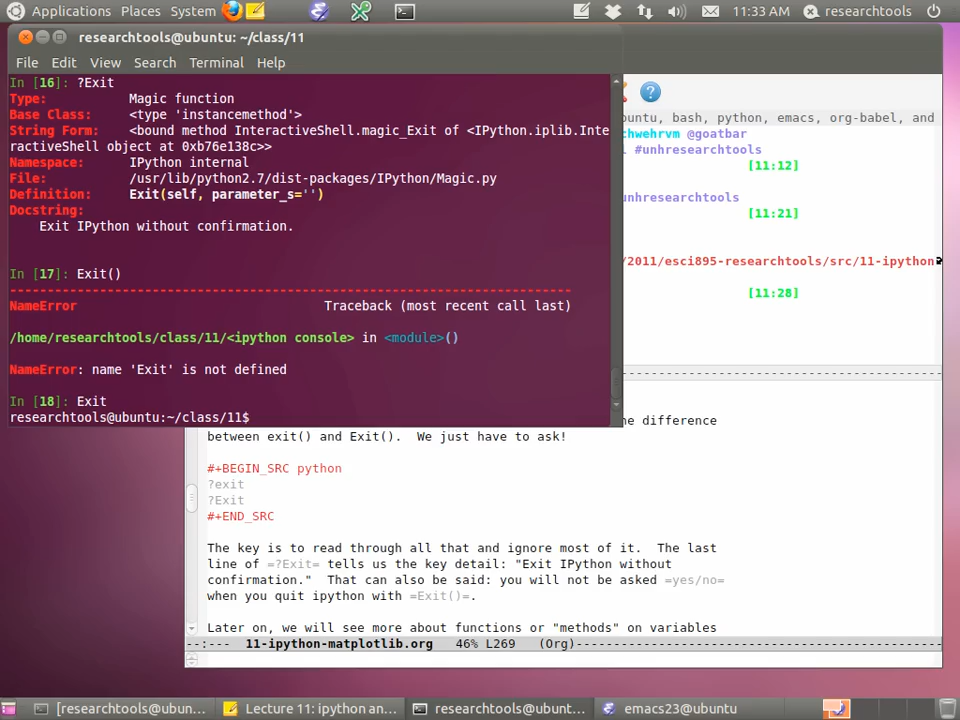 Applications Places System 11:33 AM researchtools
researchtools@ubuntu: ~/class/11
File Edit View Search Terminal Help
In [16]: ?Exit
Type: Magic function
Base Class: <type 'instancemethod'>
String Form: <bound method InteractiveShell.magic_Exit of <IPython.iplib.Inte
ractiveShell object at 0xb76e138c>>
Namespace: IPython internal
File: /usr/lib/python2.7/dist-packages/IPython/Magic.py
Definition: Exit(self, parameter_s='')
Docstring:
Exit IPython without confirmation.
In [17]: Exit()
---------------------------------------------------------------------------
NameError Traceback (most recent call last)
/home/researchtools/class/11/<ipython console> in <module>()
NameError: name 'Exit' is not defined
In [18]: Exit
researchtools@ubuntu:~/class/11$
buntu, bash, python, emacs, org-babel, and
chwehrvm @goatbar
l #unhresearchtools
[11:12]
unhresearchtools
[11:21]
/2011/esci895-researchtools/src/11-ipython
[11:28]
he difference
between exit() and Exit(). We just have to ask!
#+BEGIN_SRC python
?exit
?Exit
#+END_SRC
The key is to read through all that and ignore most of it. The last
line of =?Exit= tells us the key detail: "Exit IPython without
confirmation." That can also be said: you will not be asked =yes/no=
when you quit ipython with =Exit()=.
Later on, we will see more about functions or "methods" on variables
--:--- 11-ipython-matplotlib.org 46% L269 (Org)
[researchtools@ubun... Lecture 11: ipython an... researchtools@ubunt... emacs23@ubuntu